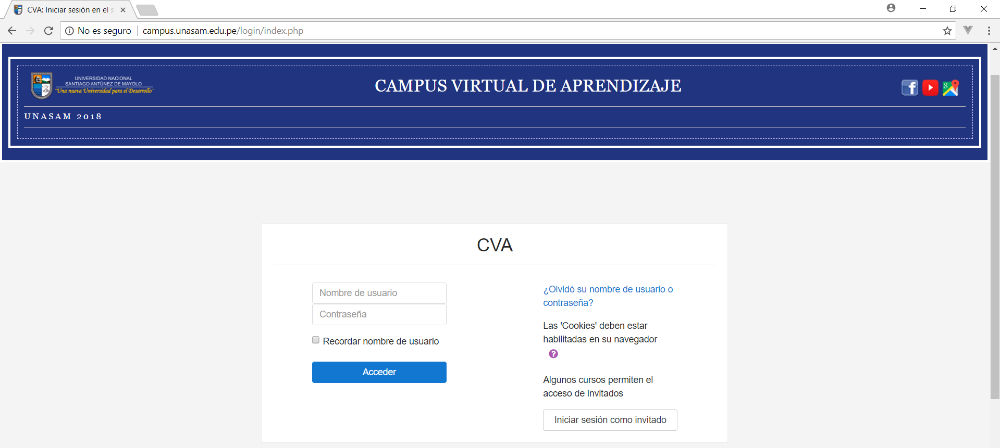 CVA: Iniciar sesión en el s
No es seguro campus.unasam.edu.pe/login/index.php
UNIVERSIDAD NACIONAL
SANTIAGO ANTÚNEZ DE MAYOLO
"Una nueva Universidad para el Desarrollo"
CAMPUS VIRTUAL DE APRENDIZAJE
UNASAM 2018
CVA
Nombre de usuario
Contraseña
Recordar nombre de usuario
Acceder
¿Olvidó su nombre de usuario o
contraseña?
Las 'Cookies' deben estar
habilitadas en su navegador
Algunos cursos permiten el
acceso de invitados
Iniciar sesión como invitado